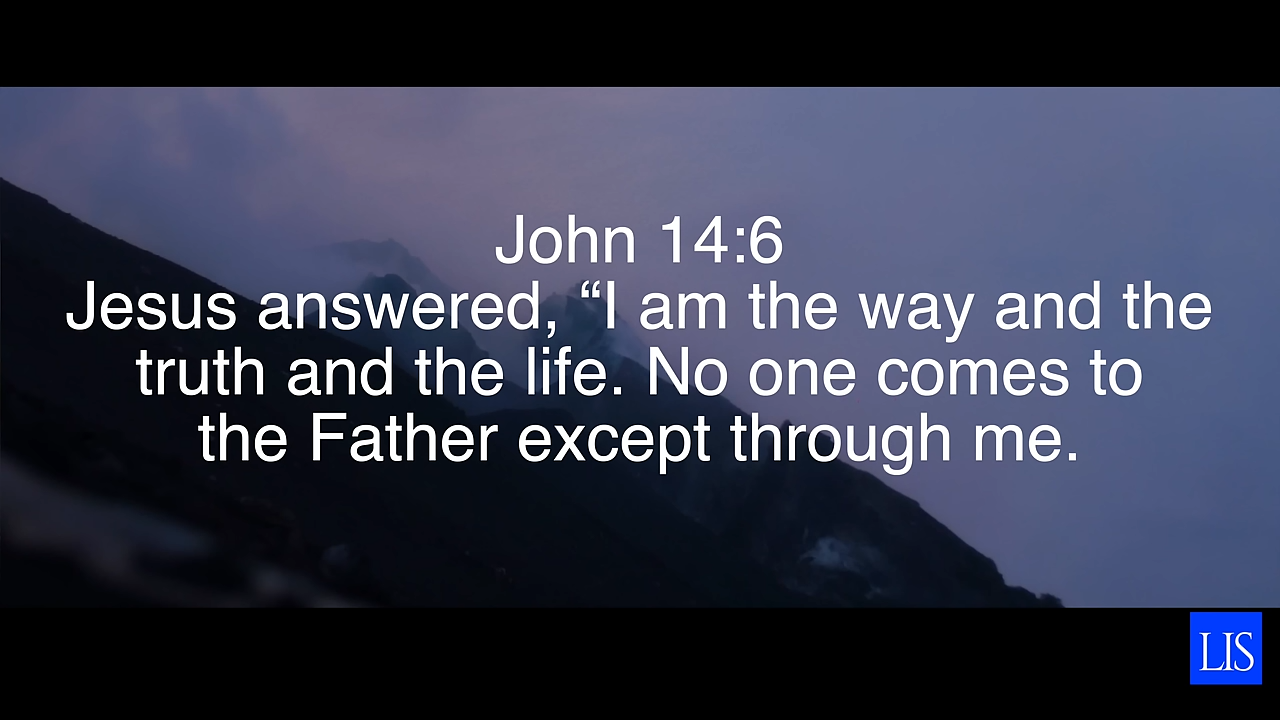 John 14:6
Jesus answered, “I am the way and the
truth and the life. No one comes to
the Father except through me.
LIS